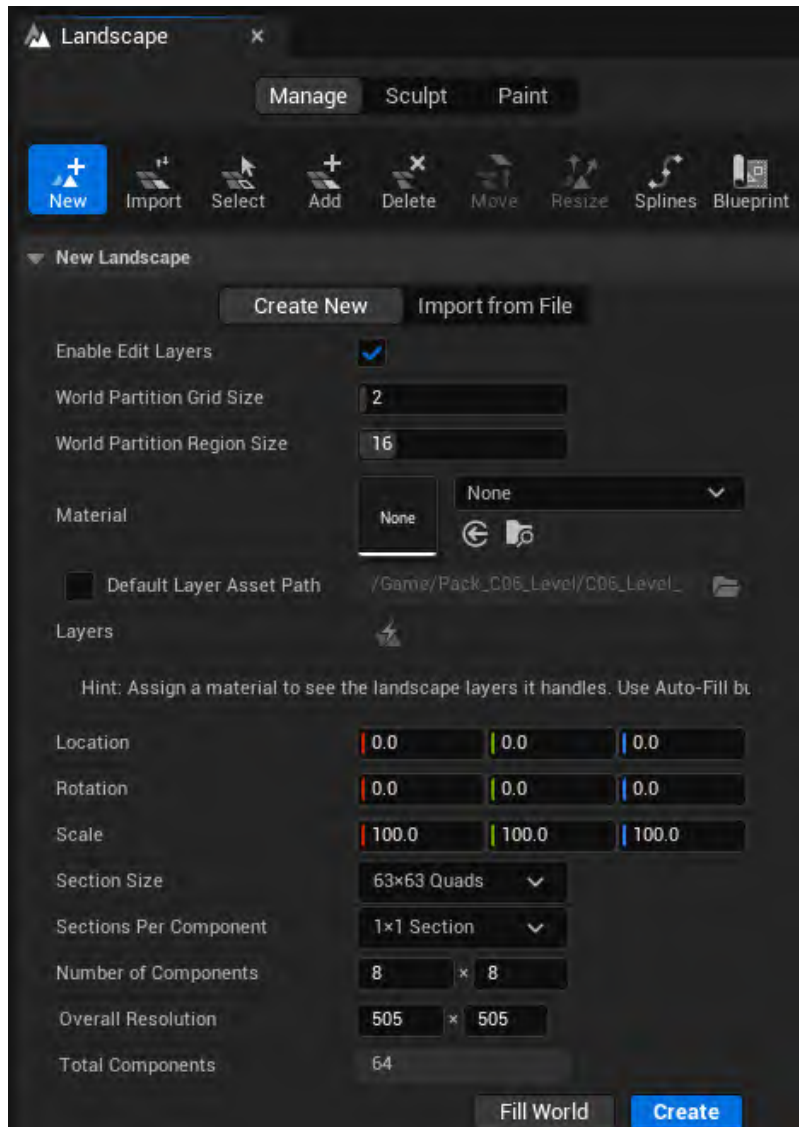 Landscape ×
Manage Sculpt Paint
New Import Select Add Delete Move Resize Splines Blueprint
New Landscape
Create New Import from File
Enable Edit Layers
World Partition Grid Size 2
World Partition Region Size 16
Material None None
Default Layer Asset Path /Game/Pack_C06_Level/C06_Level_
Layers
Hint: Assign a material to see the landscape layers it handles. Use Auto-Fill bu
Location 0.0 0.0 0.0
Rotation 0.0 0.0 0.0
Scale 100.0 100.0 100.0
Section Size 63×63 Quads
Sections Per Component 1×1 Section
Number of Components 8 × 8
Overall Resolution 505 × 505
Total Components 64
Fill World Create